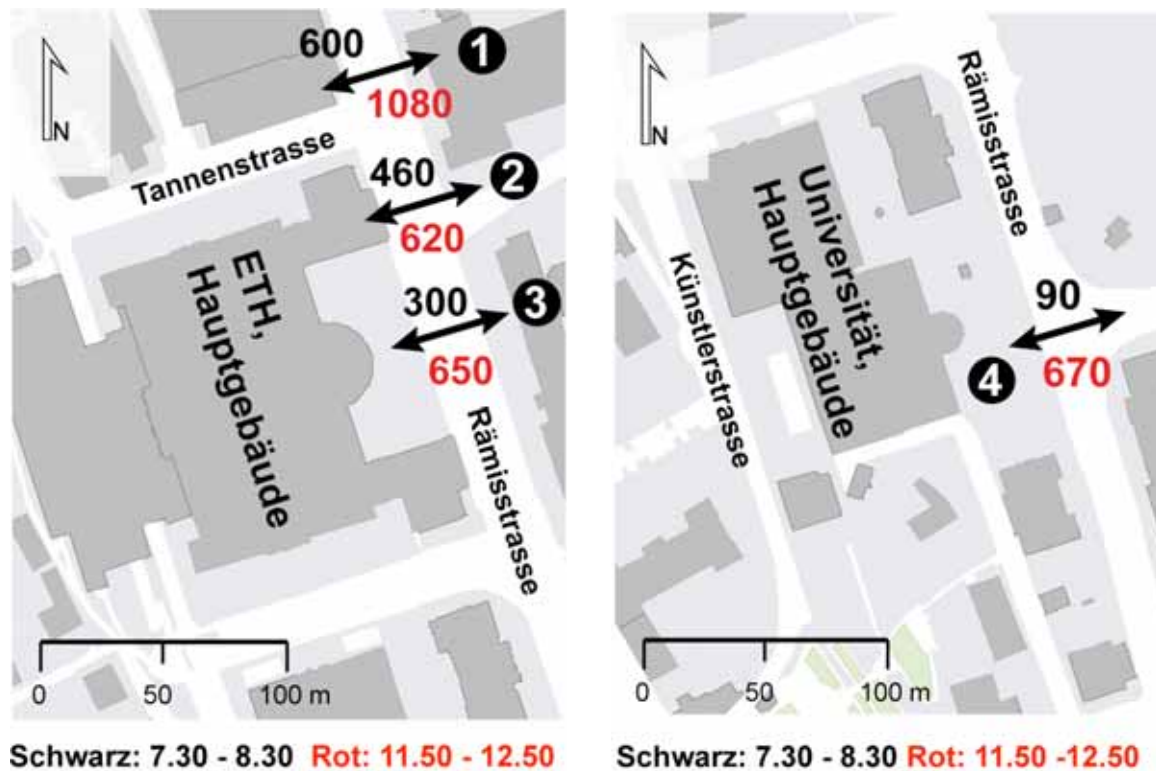 N
600
1
1080
Tannenstrasse
460
2
620
ETH,
Hauptgebäude
300
3
650
Rämisstrasse
0 50 100 m
Schwarz: 7.30 - 8.30 Rot: 11.50 - 12.50
N
Rämisstrasse
Universität,
Hauptgebäude
Künstlerstrasse
90
4
670
0 50 100 m
Schwarz: 7.30 - 8.30 Rot: 11.50 -12.50